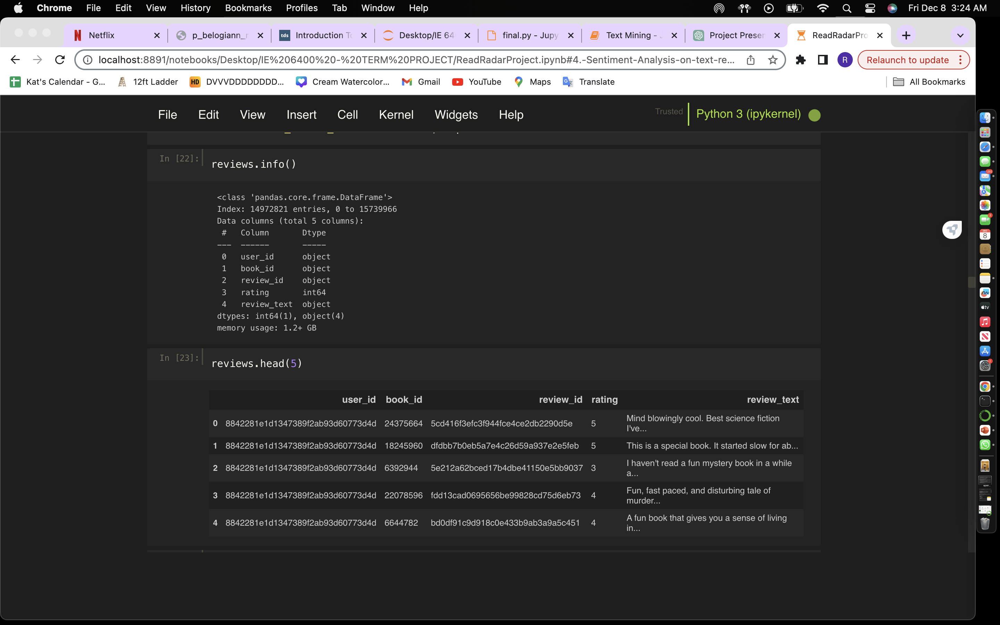 Chrome File Edit View History Bookmarks Profiles Tab Window Help Fri Dec 8 3:24 AM
Netflix p_belogiann_r Introduction To Desktop/IE 64 final.py - Jupy Text Mining - J Project Preser ReadRadarPro
localhost:8891/notebooks/Desktop/IE%206400%20-%20TERM%20PROJECT/ReadRadarProject.ipynb#4.-Sentiment-Analysis-on-text-re... R Relaunch to update
Kat's Calendar - G... 12ft Ladder HD DVVVDDDDDDDD... Cream Watercolor... Gmail YouTube Maps Translate All Bookmarks
File Edit View Insert Cell Kernel Widgets Help Trusted Python 3 (ipykernel)
In [22]: reviews.info()
<class 'pandas.core.frame.DataFrame'>
Index: 14972821 entries, 0 to 15739966
Data columns (total 5 columns):
# Column Dtype
--- ------ -----
0 user_id object
1 book_id object
2 review_id object
3 rating int64
4 review_text object
dtypes: int64(1), object(4)
memory usage: 1.2+ GB
In [23]: reviews.head(5)
user_id book_id review_id rating review_text
0 8842281e1d1347389f2ab93d60773d4d 24375664 5cd416f3efc3f944fce4ce2db2290d5e 5 Mind blowingly cool. Best science fiction
I've...
1 8842281e1d1347389f2ab93d60773d4d 18245960 dfdbb7b0eb5a7e4c26d59a937e2e5feb 5 This is a special book. It started slow for ab...
2 8842281e1d1347389f2ab93d60773d4d 6392944 5e212a62bced17b4dbe41150e5bb9037 3 I haven't read a fun mystery book in a while
a...
3 8842281e1d1347389f2ab93d60773d4d 22078596 fdd13cad0695656be99828cd75d6eb73 4 Fun, fast paced, and disturbing tale of
murder...
4 8842281e1d1347389f2ab93d60773d4d 6644782 bd0df91c9d918c0e433b9ab3a9a5c451 4 A fun book that gives you a sense of living
in...